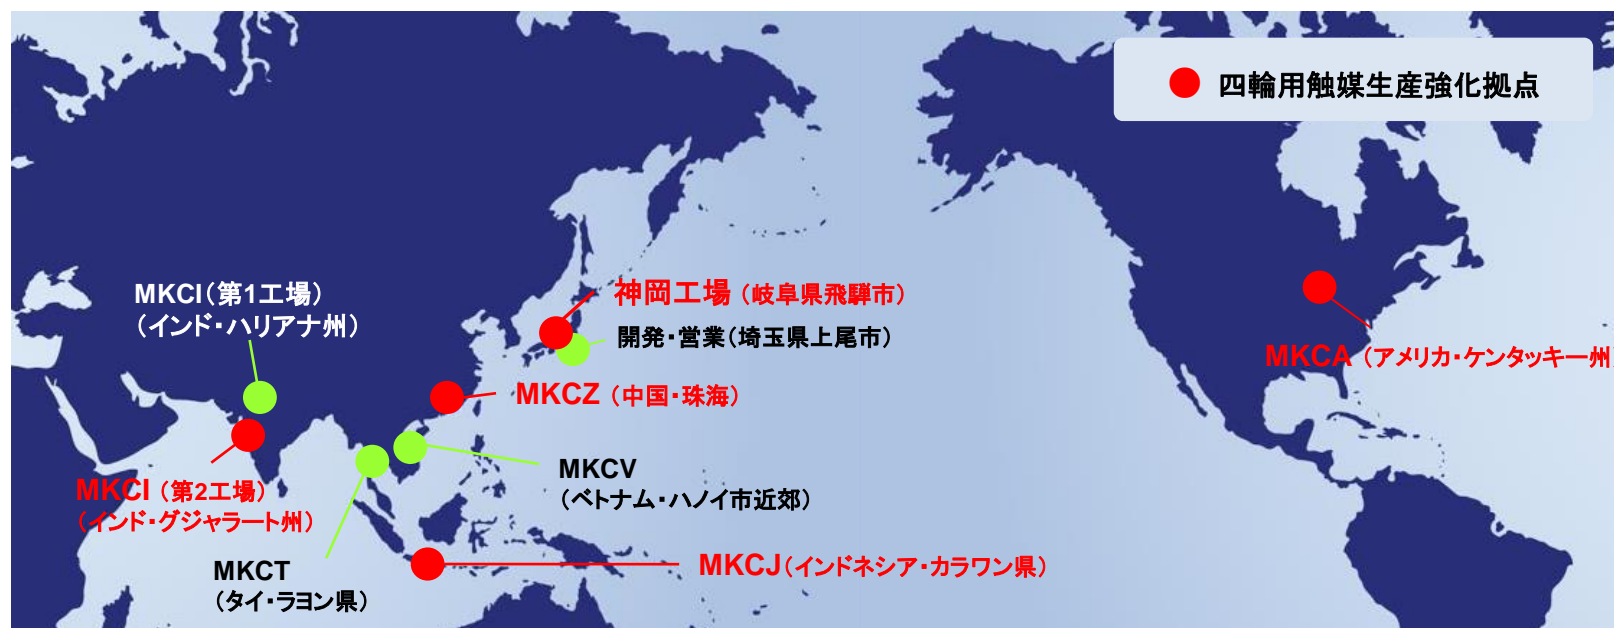 四輪用触媒生産強化拠点
MKCI（第1工場）
（インド・ハリアナ州）
神岡工場（岐阜県飛騨市）
開発・営業（埼玉県上尾市）
MKCA（アメリカ・ケンタッキー州）
MKCZ（中国・珠海）
MKCV
（ベトナム・ハノイ市近郊）
MKCI（第2工場）
（インド・グジャラート州）
MKCJ（インドネシア・カラワン県）
MKCT
（タイ・ラヨン県）